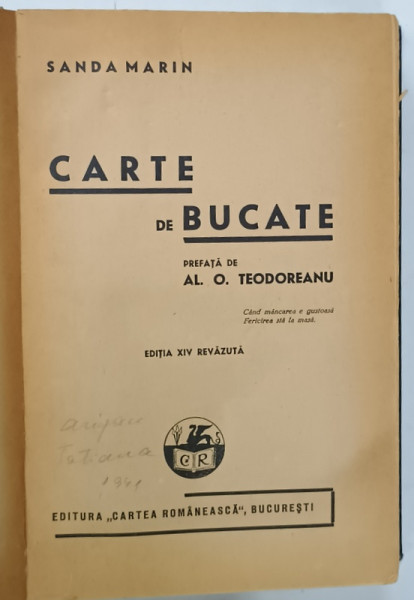 SANDA MARIN
CARTE
DE BUCATE
PREFAȚĂ DE
AL. O. TEODOREANU
Când mâncarea e gustoasă
Fericirea stă la masă.
EDIȚIA XIV REVĂZUTĂ
Tatiana
C R
EDITURA „CARTEA ROMÂNEASCĂ“, BUCUREȘTI